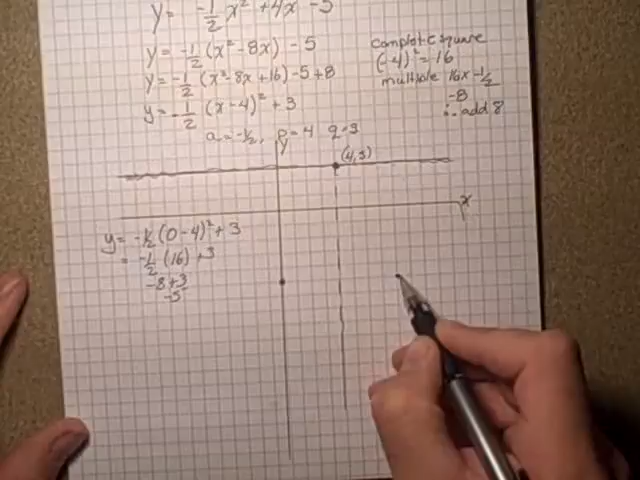 y = -1/2 x² + 4x - 5
y = -1/2 (x² - 8x) - 5
y = -1/2 (x² - 8x + 16) - 5 + 8
y = -1/2 (x - 4)² + 3
a = -1/2, p = 4 q = 3
complete square
(-4)² = 16
multiple 16 x -1/2
-8
∴ add 8
y
(4,3)
x
y = -1/2 (0 - 4)² + 3
= -1/2 (16) + 3
-8 + 3
-5